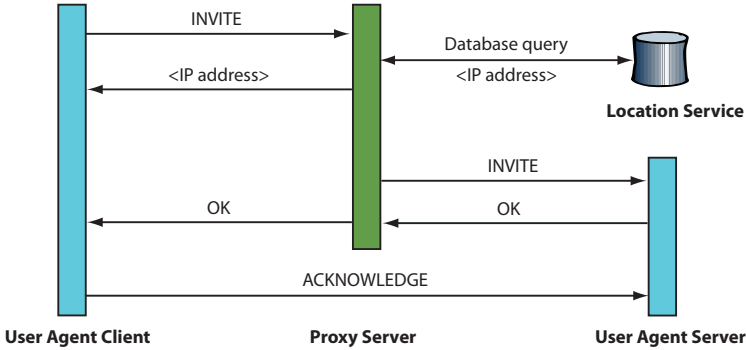 INVITE
Database query
<IP address>
<IP address>
Location Service
INVITE
OK
OK
ACKNOWLEDGE
User Agent Client
Proxy Server
User Agent Server